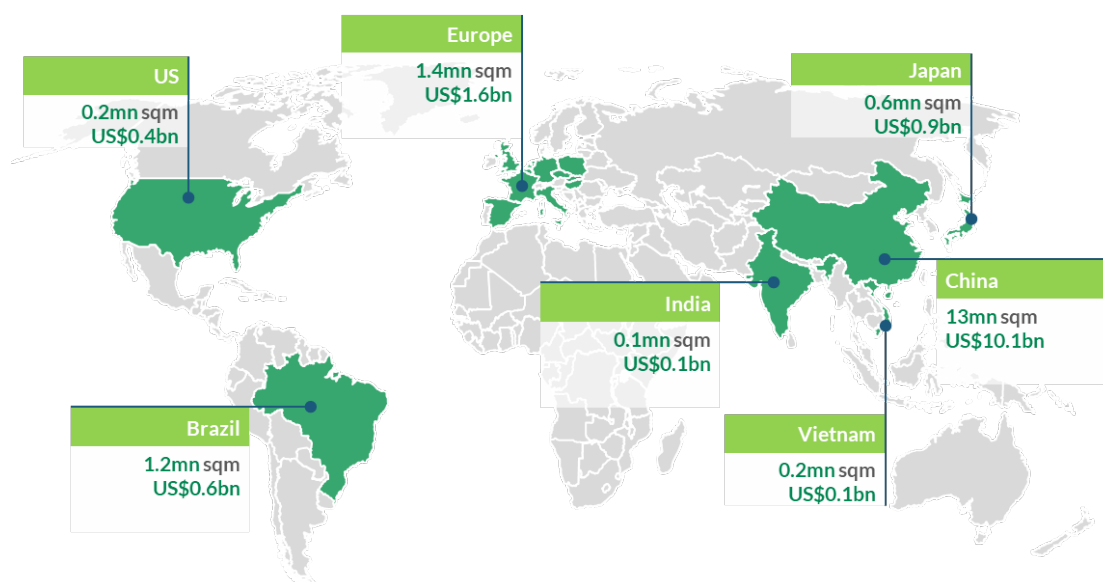 Europe
1.4mn sqm
US$1.6bn
US
0.2mn sqm
US$0.4bn
Japan
0.6mn sqm
US$0.9bn
China
13mn sqm
US$10.1bn
India
0.1mn sqm
US$0.1bn
Brazil
1.2mn sqm
US$0.6bn
Vietnam
0.2mn sqm
US$0.1bn